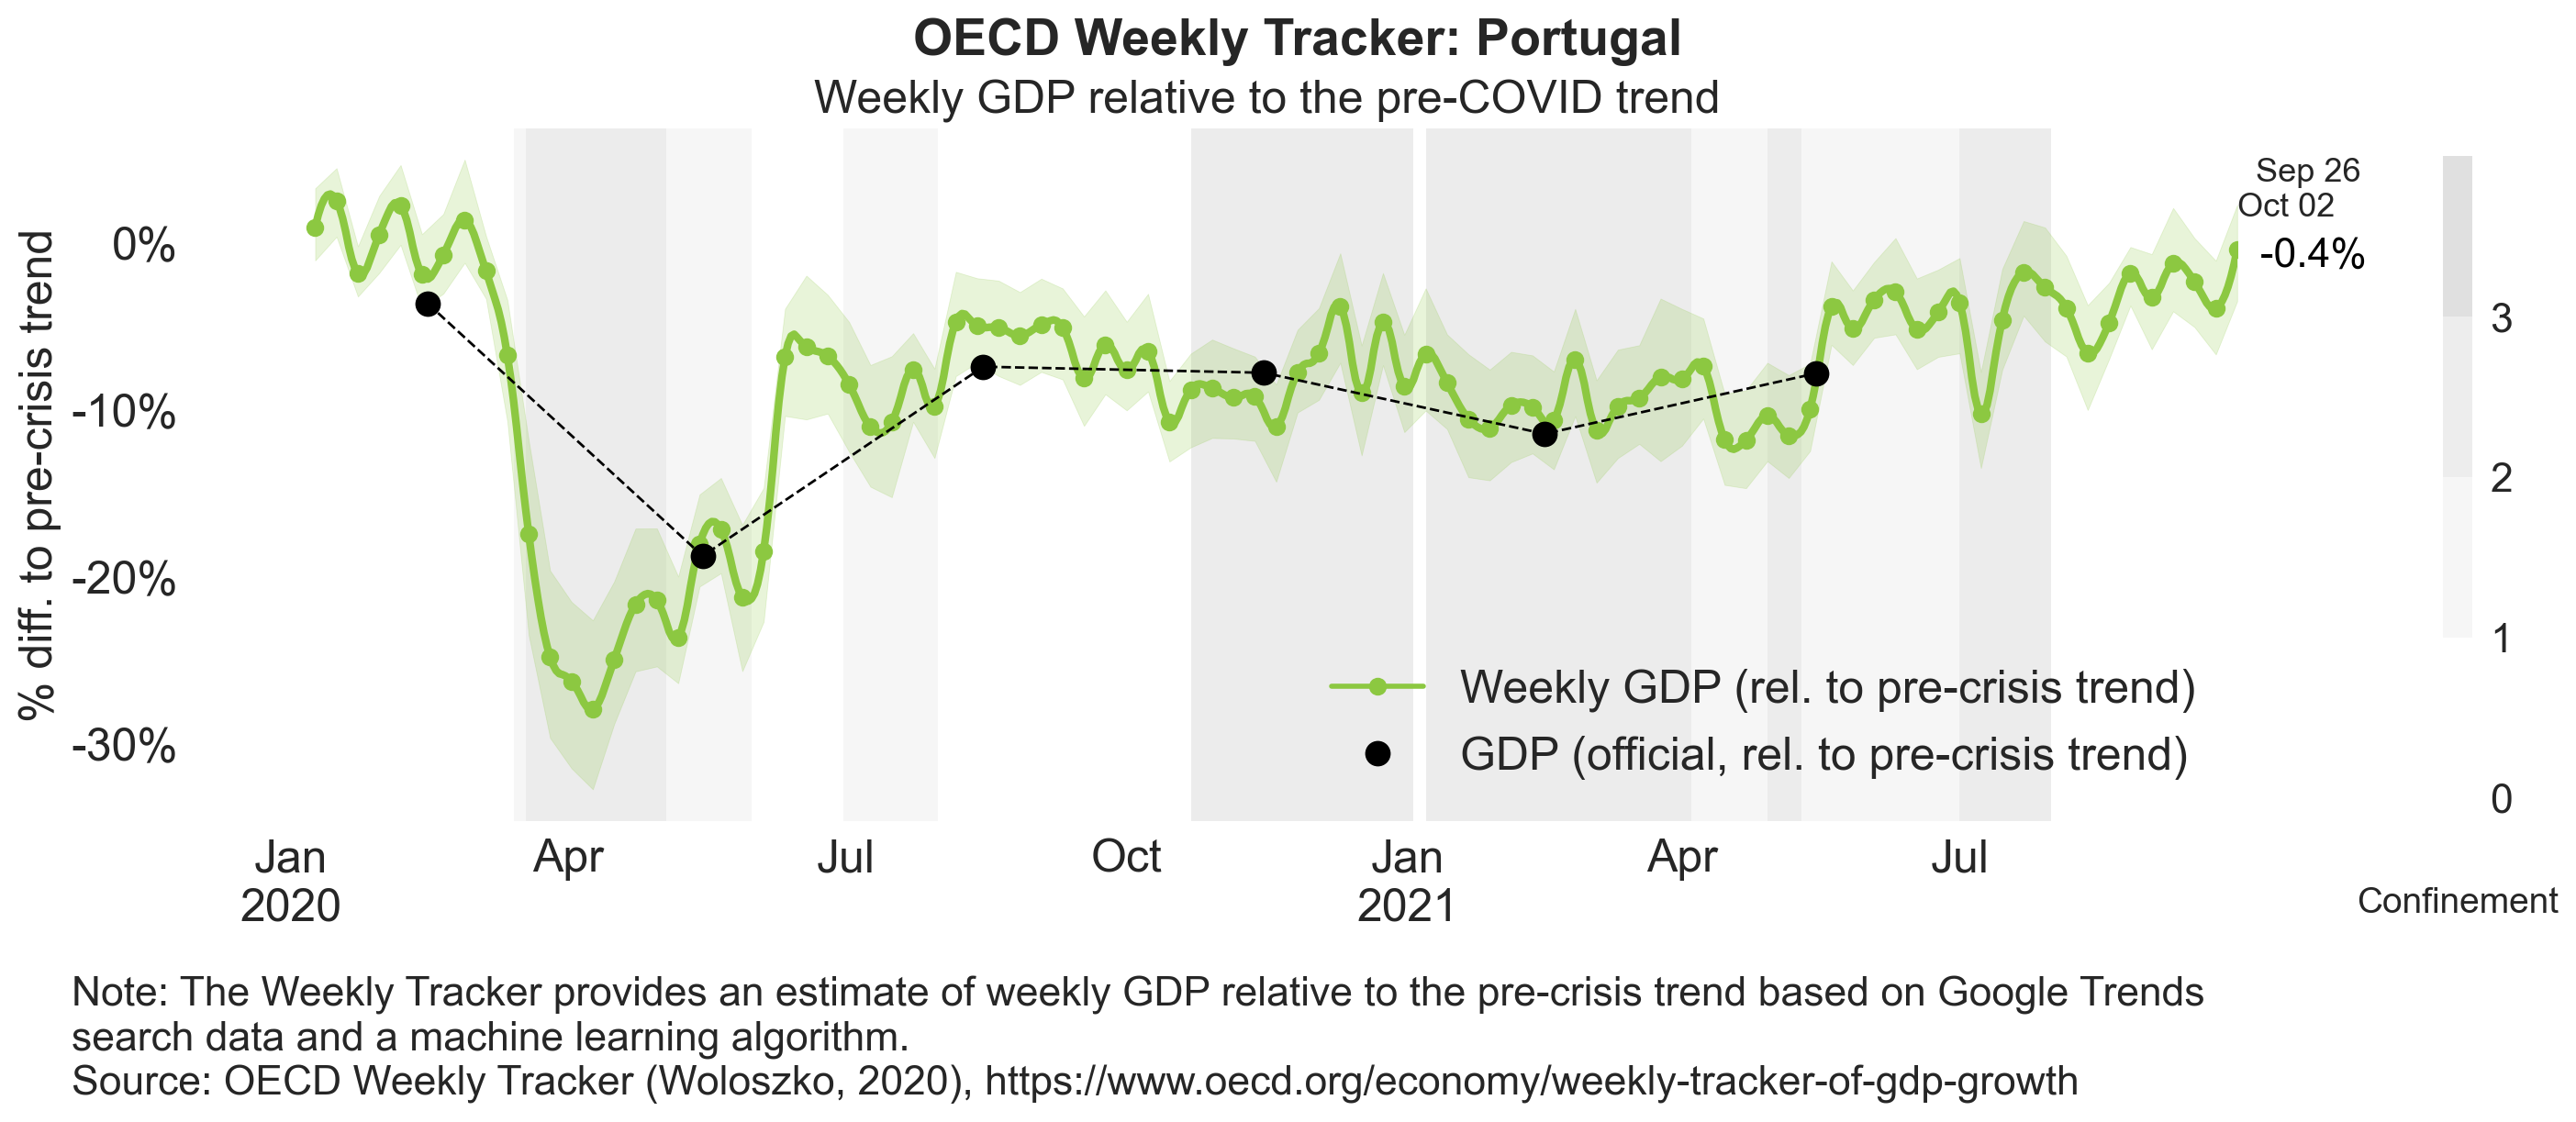 OECD Weekly Tracker: Portugal
Weekly GDP relative to the pre-COVID trend
% diff. to pre-crisis trend
0%
-10%
-20%
-30%
Sep 26
Oct 02
-0.4%
3
2
1
0
Confinement
Weekly GDP (rel. to pre-crisis trend)
GDP (official, rel. to pre-crisis trend)
Jan Apr Jul Oct Jan Apr Jul
2020 2021
Note: The Weekly Tracker provides an estimate of weekly GDP relative to the pre-crisis trend based on Google Trends
search data and a machine learning algorithm.
Source: OECD Weekly Tracker (Woloszko, 2020), https://www.oecd.org/economy/weekly-tracker-of-gdp-growth